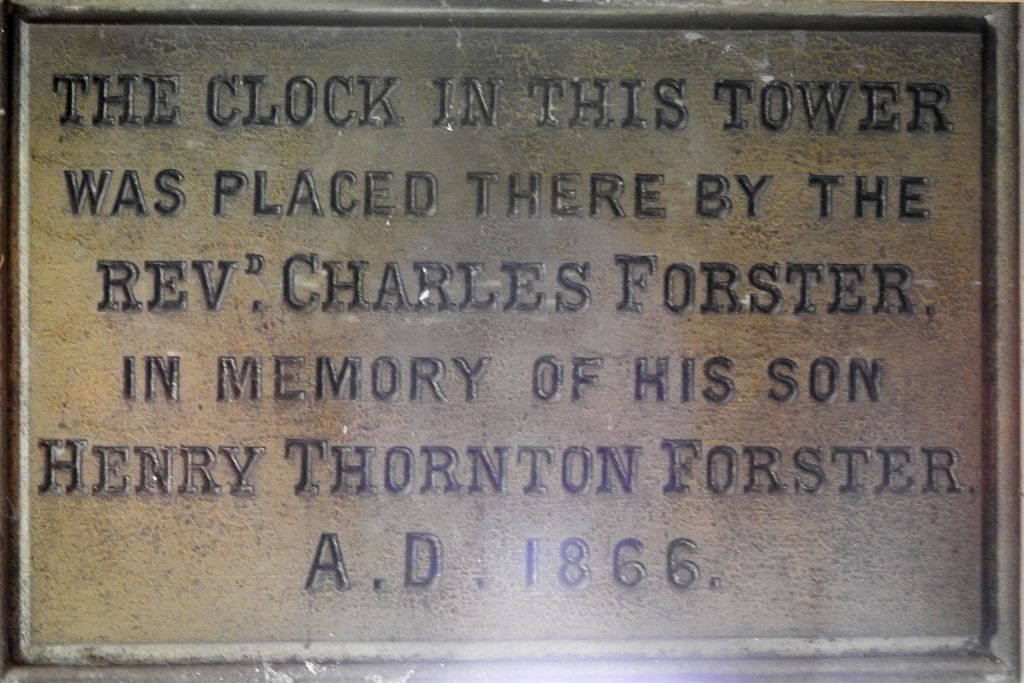 THE CLOCK IN THIS TOWER
WAS PLACED THERE BY THE
REVᴰ. CHARLES FORSTER,
IN MEMORY OF HIS SON
HENRY THORNTON FORSTER.
A.D. 1866.